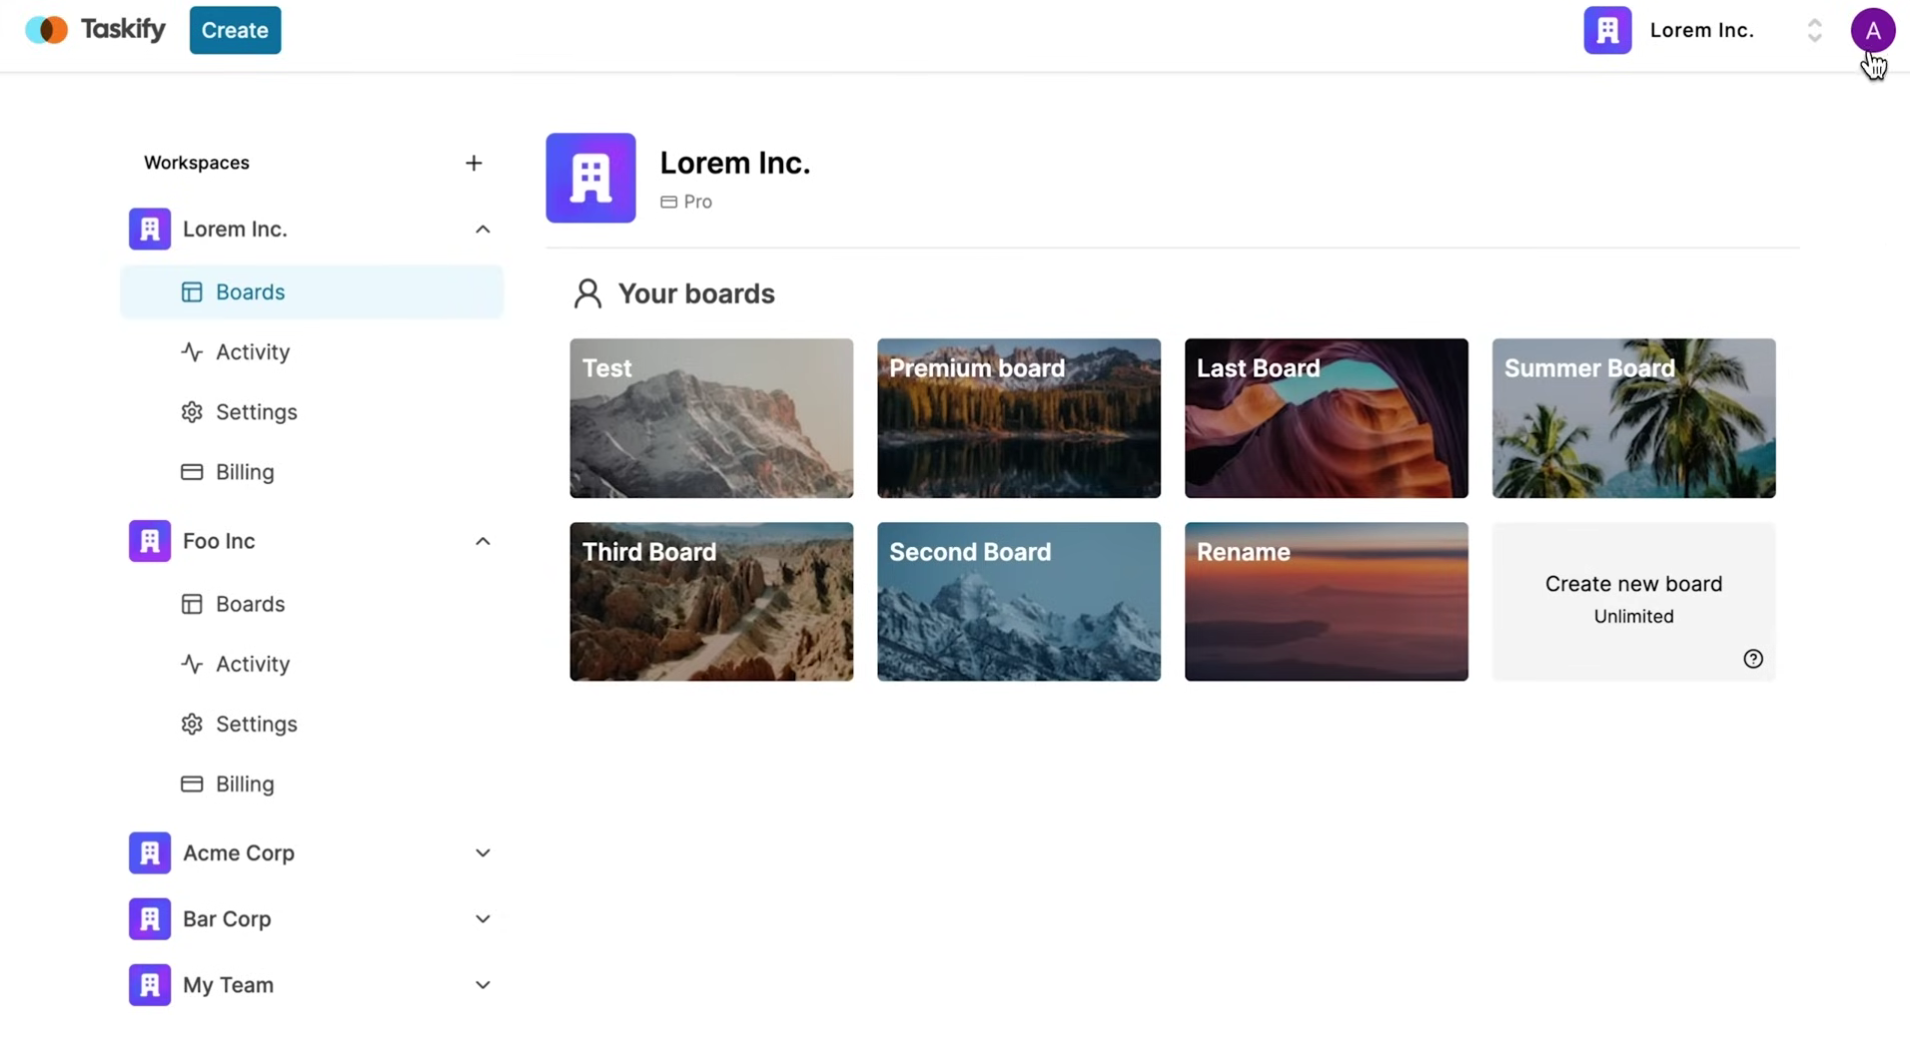 Taskify
Create
Lorem Inc.
A
Workspaces
Lorem Inc.
Boards
Activity
Settings
Billing
Foo Inc
Boards
Activity
Settings
Billing
Acme Corp
Bar Corp
My Team
Lorem Inc.
Pro
Your boards
Test
Premium board
Last Board
Summer Board
Third Board
Second Board
Rename
Create new board
Unlimited